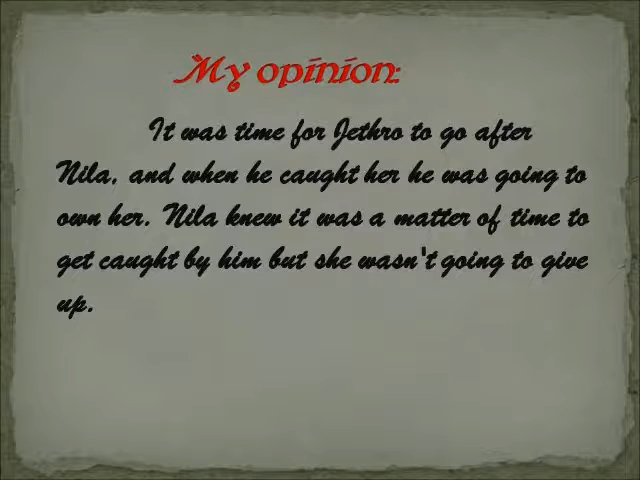 My opinion:
It was time for Jethro to go after
Nila, and when he caught her he was going to
own her. Nila knew it was a matter of time to
get caught by him but she wasn't going to give
up.